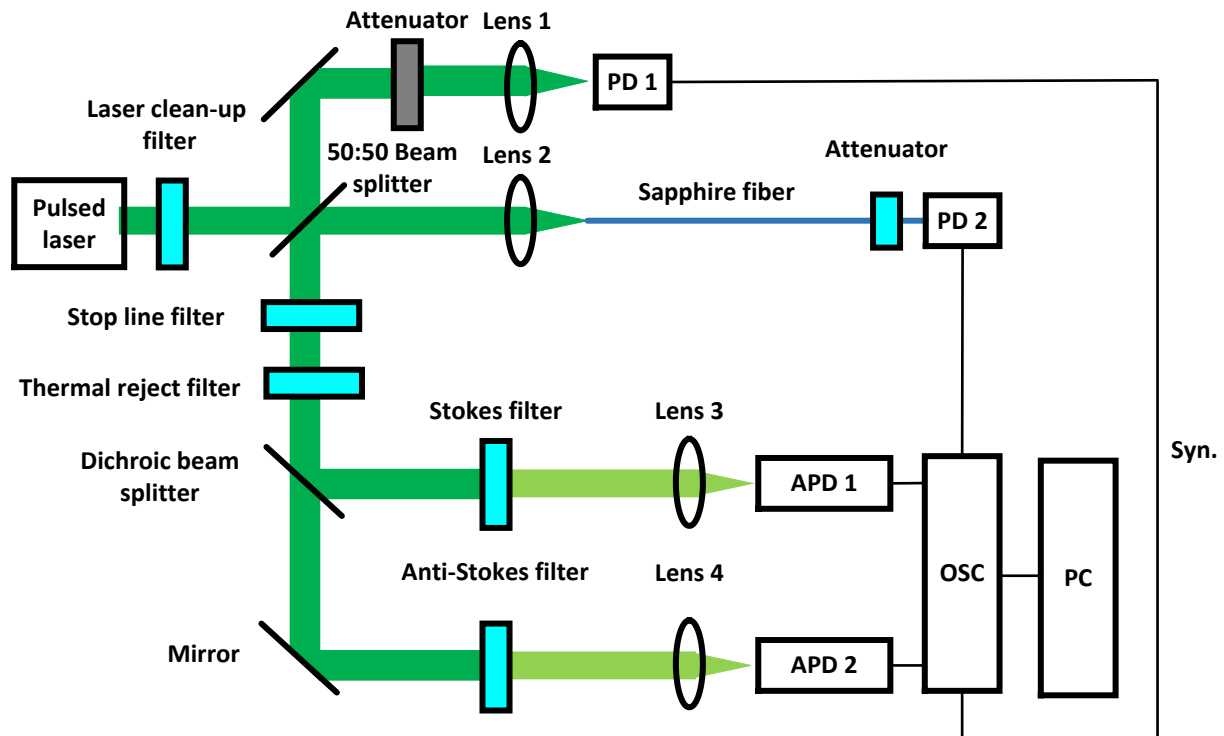 Attenuator
Lens 1
PD 1
Laser clean-up
filter
50:50 Beam
splitter
Lens 2
Attenuator
Pulsed
laser
Sapphire fiber
PD 2
Stop line filter
Thermal reject filter
Stokes filter
Lens 3
Dichroic beam
splitter
APD 1
Syn.
Anti-Stokes filter
Lens 4
OSC
PC
Mirror
APD 2